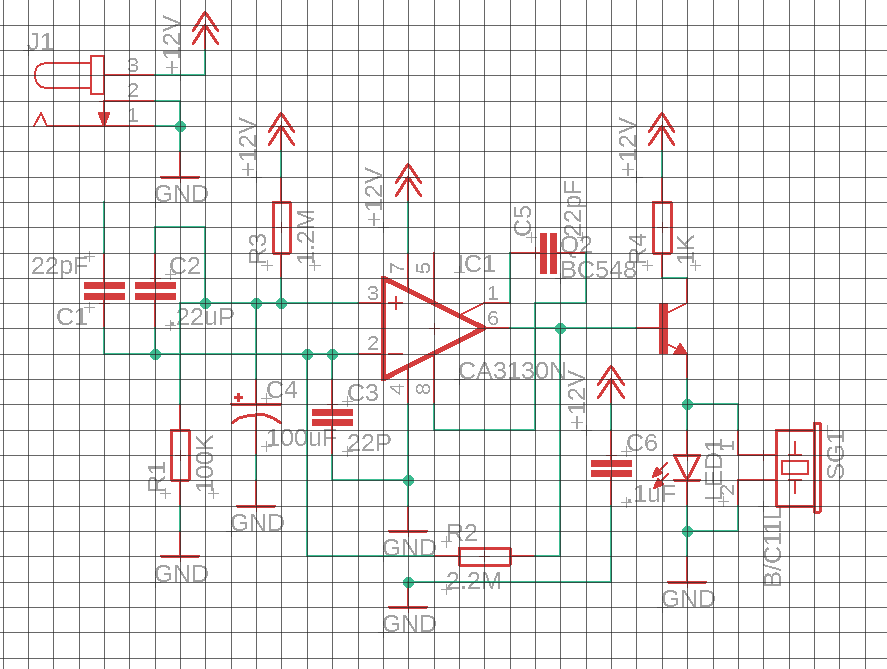 J1
+12V
3
2
1
GND
+12V
R3
1.2M
+12V
22pF
C1
C2
.22uP
C5
22pF
Q2
BC548
+12V
R4
1K
IC1
7
5
3
2
1
6
4
8
CA3130N
C4
100uF
C3
22P
R1
100K
GND
GND
GND
R2
2.2M
GND
+12V
C6
.1uF
LED1
1
2
SG1
B/C11L
GND